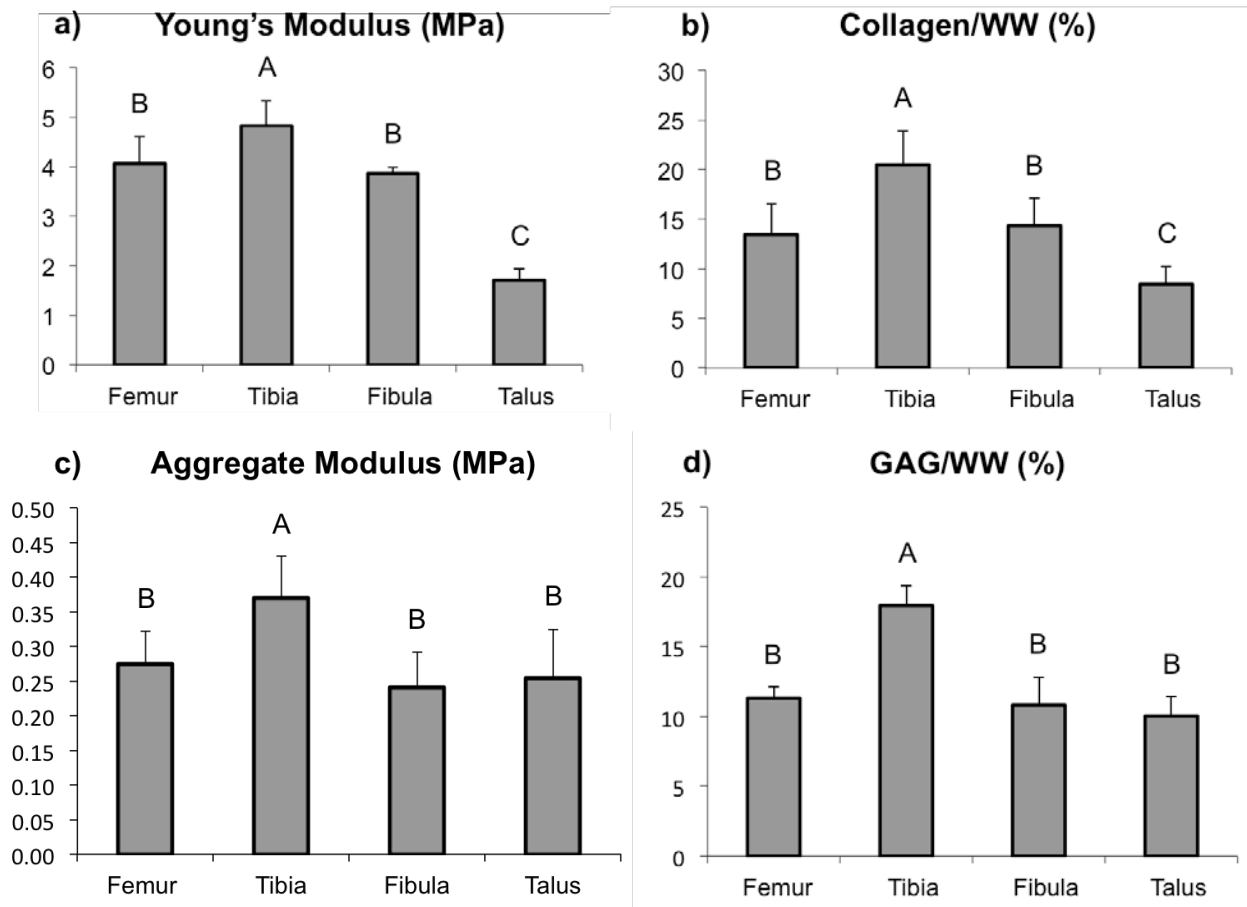 a) Young's Modulus (MPa)
6
5
4
3
2
1
0
B
A
B
C
Femur Tibia Fibula Talus
b) Collagen/WW (%)
30
25
20
15
10
5
0
B
A
B
C
Femur Tibia Fibula Talus
c) Aggregate Modulus (MPa)
0.50
0.45
0.40
0.35
0.30
0.25
0.20
0.15
0.10
0.05
0.00
B
A
B
B
Femur Tibia Fibula Talus
d) GAG/WW (%)
25
20
15
10
5
0
B
A
B
B
Femur Tibia Fibula Talus